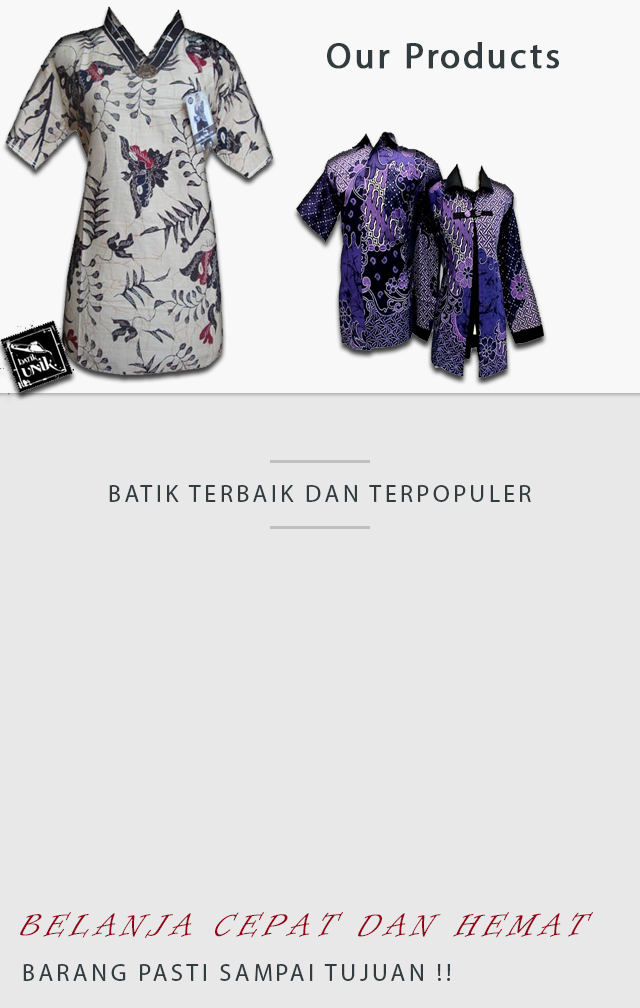 Our Products
batik
UNIK
BATIK TERBAIK DAN TERPOPULER
BELANJA CEPAT DAN HEMAT
BARANG PASTI SAMPAI TUJUAN !!